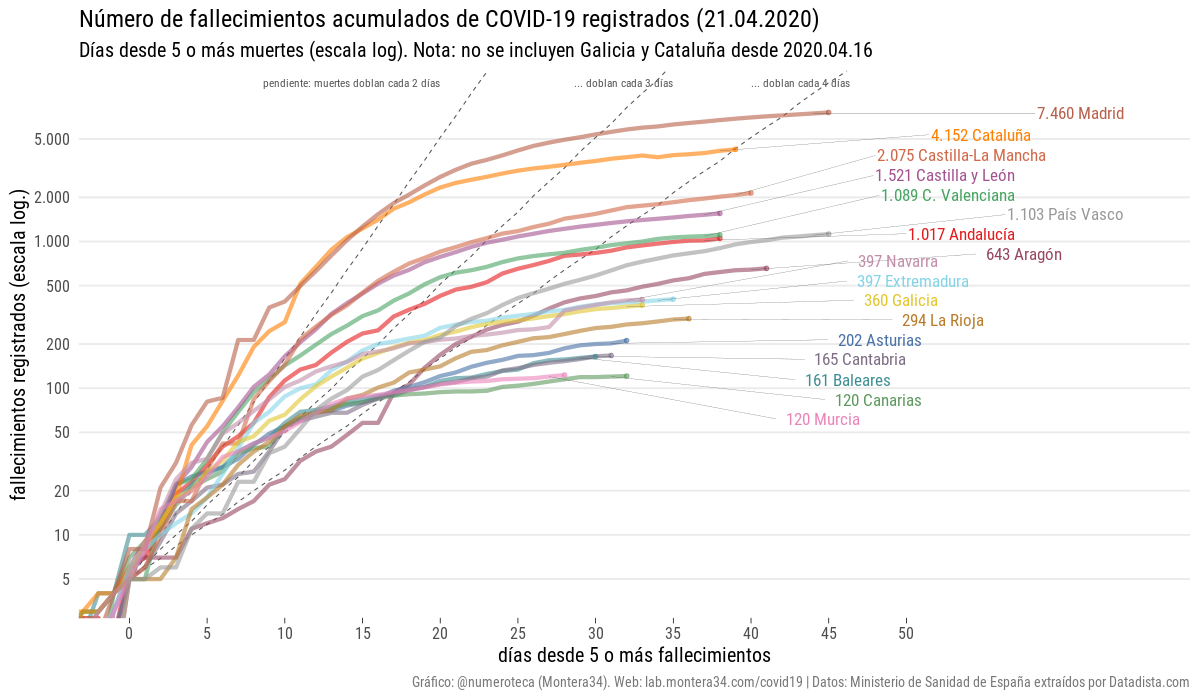 Número de fallecimientos acumulados de COVID-19 registrados (21.04.2020)
Días desde 5 o más muertes (escala log). Nota: no se incluyen Galicia y Cataluña desde 2020.04.16
pendiente: muertes doblan cada 2 días
... doblan cada 3 días
... doblan cada 4 días
7.460 Madrid
4.152 Cataluña
2.075 Castilla-La Mancha
1.521 Castilla y León
1.089 C. Valenciana
1.103 País Vasco
1.017 Andalucía
643 Aragón
397 Navarra
397 Extremadura
360 Galicia
294 La Rioja
202 Asturias
165 Cantabria
161 Baleares
120 Canarias
120 Murcia
fallecimientos registrados (escala log.)
5.000
2.000
1.000
500
200
100
50
20
10
5
0 5 10 15 20 25 30 35 40 45 50
días desde 5 o más fallecimientos
Gráfico: @numeroteca (Montera34). Web: lab.montera34.com/covid19 | Datos: Ministerio de Sanidad de España extraídos por Datadista.com